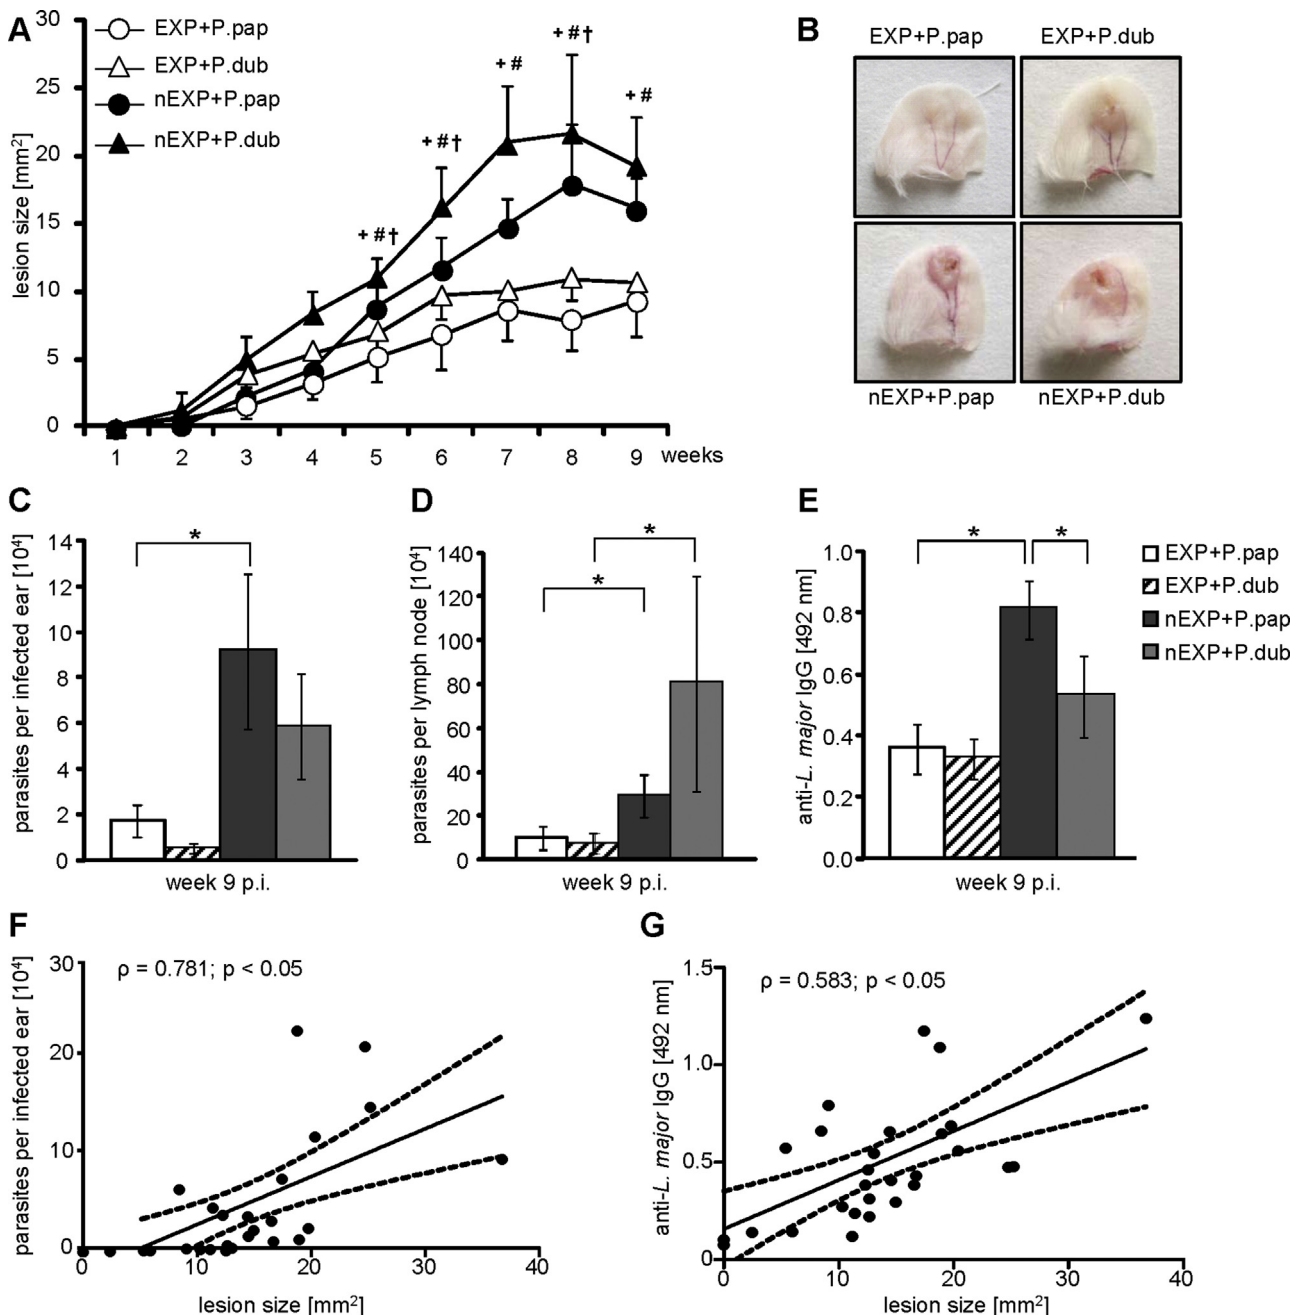 A
30
25
20
15
10
5
0
lesion size [mm²]
EXP+P.pap
EXP+P.dub
nEXP+P.pap
nEXP+P.dub
+ # †
+ # †
+ #
+ # †
+ #
1 2 3 4 5 6 7 8 9 weeks
B
EXP+P.pap EXP+P.dub
nEXP+P.pap nEXP+P.dub
C
parasites per infected ear [10⁴]
14
12
10
8
6
4
2
0
*
week 9 p.i.
D
parasites per lymph node [10⁴]
140
120
100
80
60
40
20
0
*
*
week 9 p.i.
E
anti-L. major IgG [492 nm]
1.0
0.8
0.6
0.4
0.2
0.0
* *
week 9 p.i.
EXP+P.pap
EXP+P.dub
nEXP+P.pap
nEXP+P.dub
F
parasites per infected ear [10⁴]
30
20
10
0
ρ = 0.781; p < 0.05
0 10 20 30 40
lesion size [mm²]
G
anti-L. major IgG [492 nm]
1.5
1.0
0.5
0
ρ = 0.583; p < 0.05
0 10 20 30 40
lesion size [mm²]